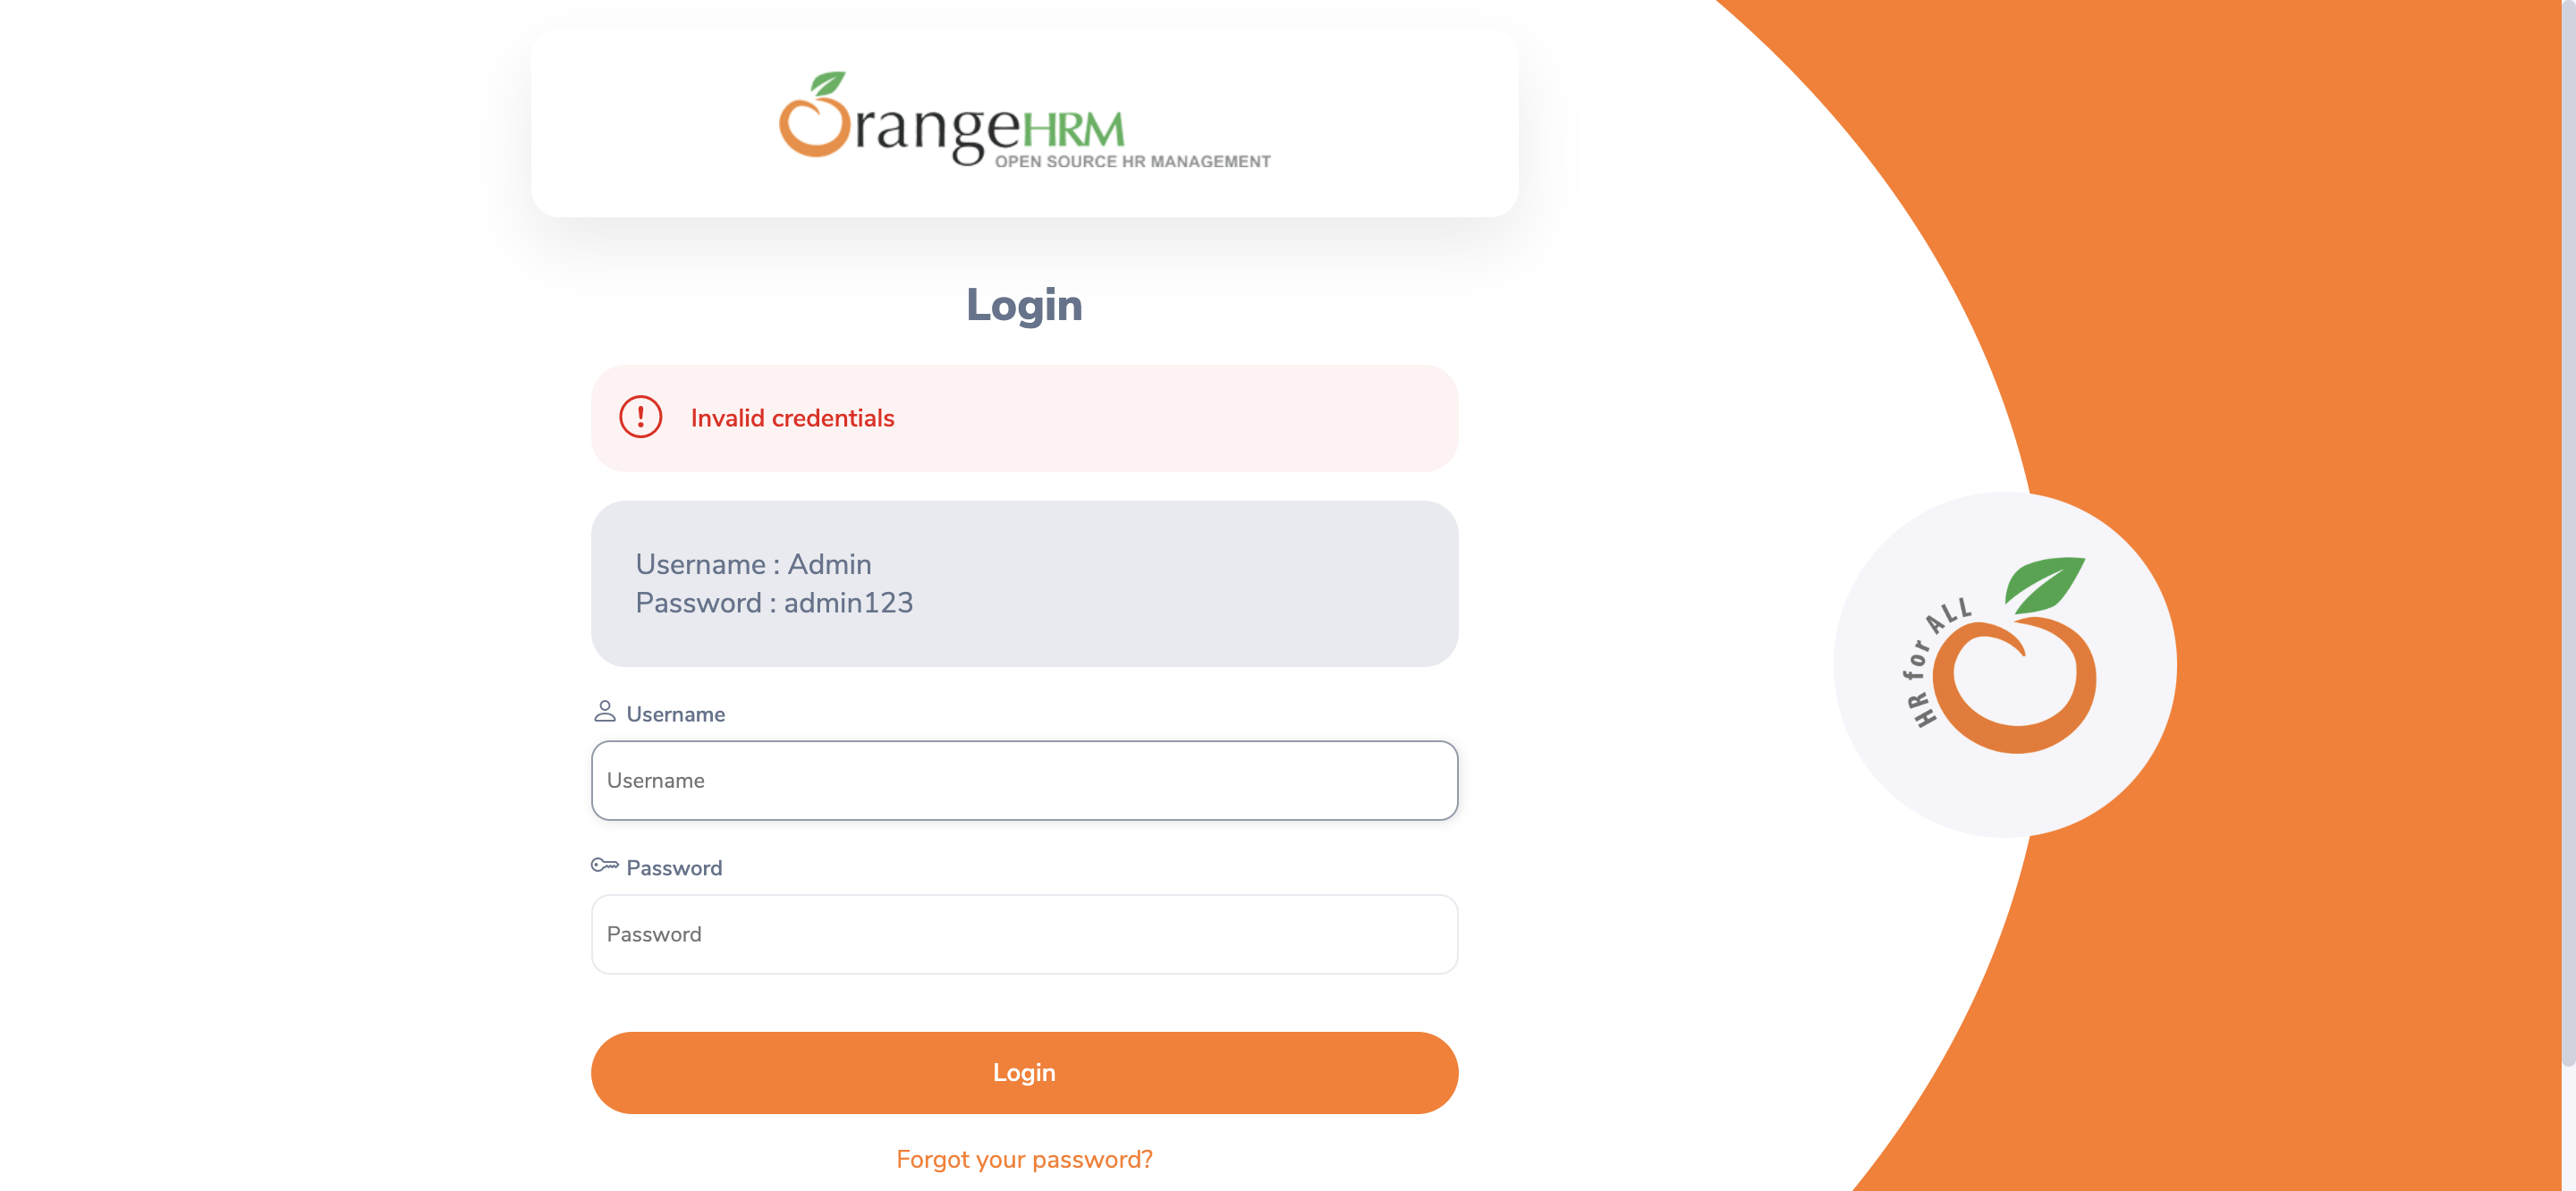 OrangeHRM
OPEN SOURCE HR MANAGEMENT
Login
Invalid credentials
Username : Admin
Password : admin123
Username
Username
Password
Password
Login
Forgot your password?
HR for ALL